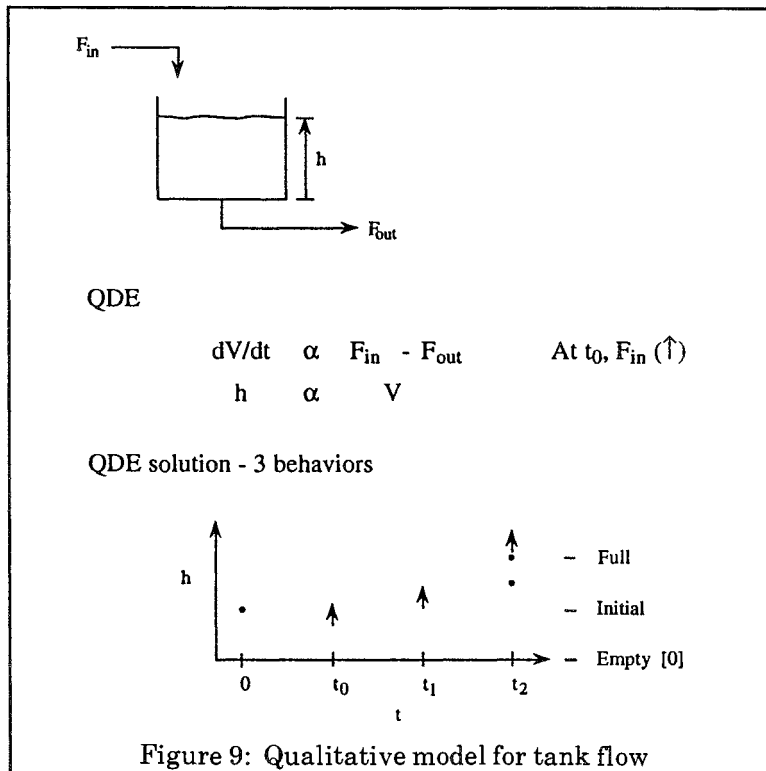 F_in
h
F_out
QDE
dV/dt α F_in - F_out At t_0, F_in (↑)
h α V
QDE solution - 3 behaviors
h
– Full
– Initial
– Empty [0]
0 t_0 t_1 t_2
t
Figure 9: Qualitative model for tank flow